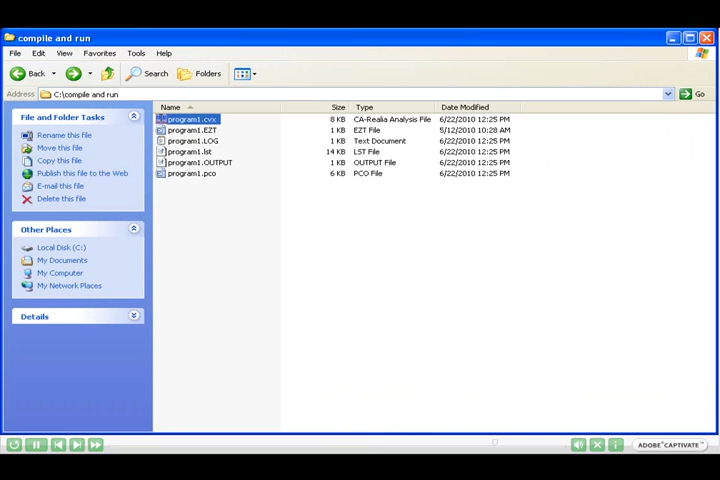 compile and run
File Edit View Favorites Tools Help
Back Search Folders
Address C:\compile and run Go
File and Folder Tasks
Rename this file
Move this file
Copy this file
Publish this file to the Web
E-mail this file
Delete this file
Other Places
Local Disk (C:)
My Documents
My Computer
My Network Places
Details
Name Size Type Date Modified
program1.cvx 8 KB CA-Realia Analysis File 6/22/2010 12:25 PM
program1.EZT 1 KB EZT File 5/12/2010 10:28 AM
program1.LOG 1 KB Text Document 6/22/2010 12:25 PM
program1.lst 14 KB LST File 6/22/2010 12:25 PM
program1.OUTPUT 1 KB OUTPUT File 6/22/2010 12:25 PM
program1.pco 6 KB PCO File 6/22/2010 12:25 PM
ADOBE® CAPTIVATE™